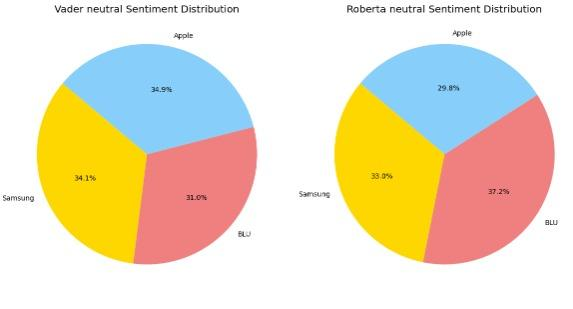 Vader neutral Sentiment Distribution
Apple
34.9%
34.1%
Samsung
31.0%
BLU
Roberta neutral Sentiment Distribution
Apple
29.8%
33.0%
Samsung
37.2%
BLU